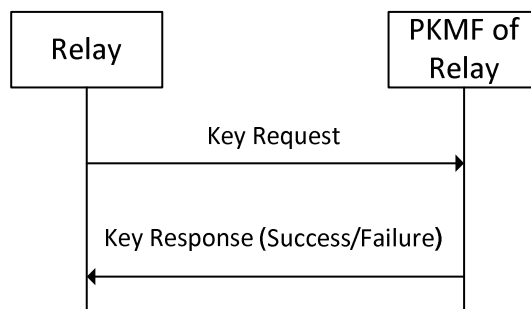 Relay
PKMF of
Relay
Key Request
Key Response (Success/Failure)